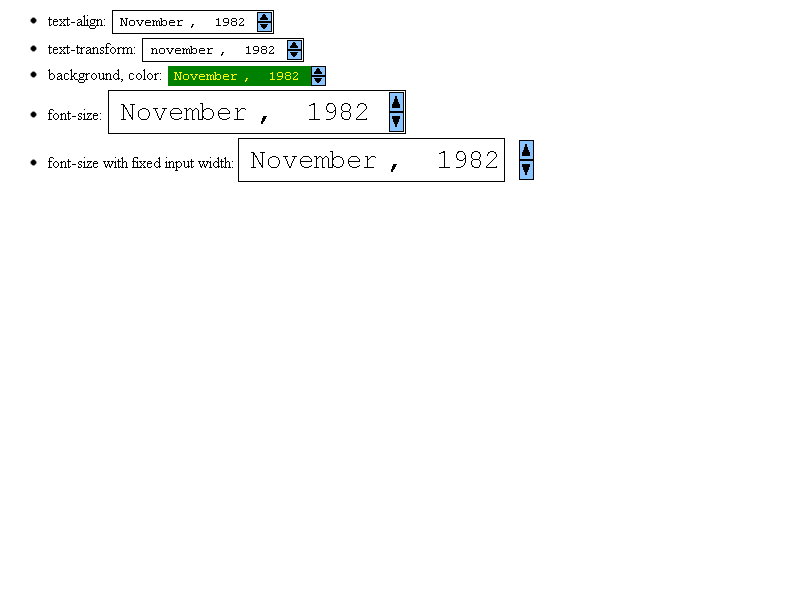 text-align: November , 1982
text-transform: november , 1982
background, color: November , 1982
font-size: November , 1982
font-size with fixed input width: November , 1982